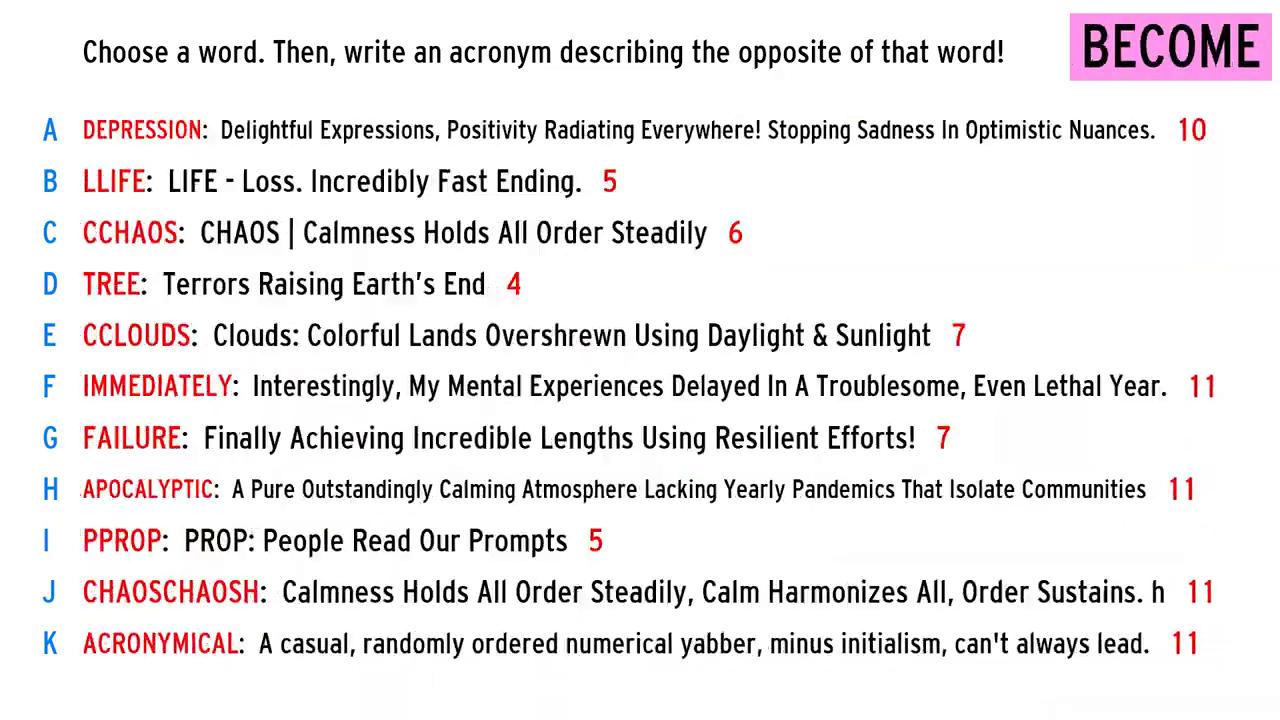 Choose a word. Then, write an acronym describing the opposite of that word!
BECOME
A DEPRESSION: Delightful Expressions, Positivity Radiating Everywhere! Stopping Sadness In Optimistic Nuances. 10
B LLIFE: LIFE - Loss. Incredibly Fast Ending. 5
C CCHAOS: CHAOS | Calmness Holds All Order Steadily 6
D TREE: Terrors Raising Earth’s End 4
E CCLOUDS: Clouds: Colorful Lands Overshrewn Using Daylight & Sunlight 7
F IMMEDIATELY: Interestingly, My Mental Experiences Delayed In A Troublesome, Even Lethal Year. 11
G FAILURE: Finally Achieving Incredible Lengths Using Resilient Efforts! 7
H APOCALYPTIC: A Pure Outstandingly Calming Atmosphere Lacking Yearly Pandemics That Isolate Communities 11
I PPROP: PROP: People Read Our Prompts 5
J CHAOSCHAOSH: Calmness Holds All Order Steadily, Calm Harmonizes All, Order Sustains. h 11
K ACRONYMICAL: A casual, randomly ordered numerical yabber, minus initialism, can't always lead. 11